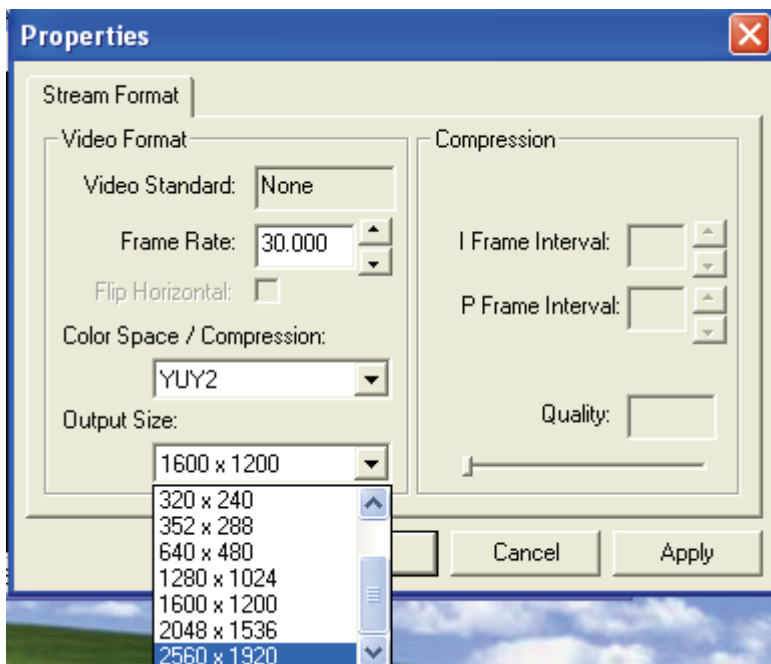 Properties
Stream Format
Video Format
Video Standard: None
Frame Rate: 30.000
Flip Horizontal:
Color Space / Compression:
YUY2
Output Size:
1600 x 1200
320 x 240
352 x 288
640 x 480
1280 x 1024
1600 x 1200
2048 x 1536
2560 x 1920
Compression
I Frame Interval:
P Frame Interval:
Quality:
Cancel
Apply